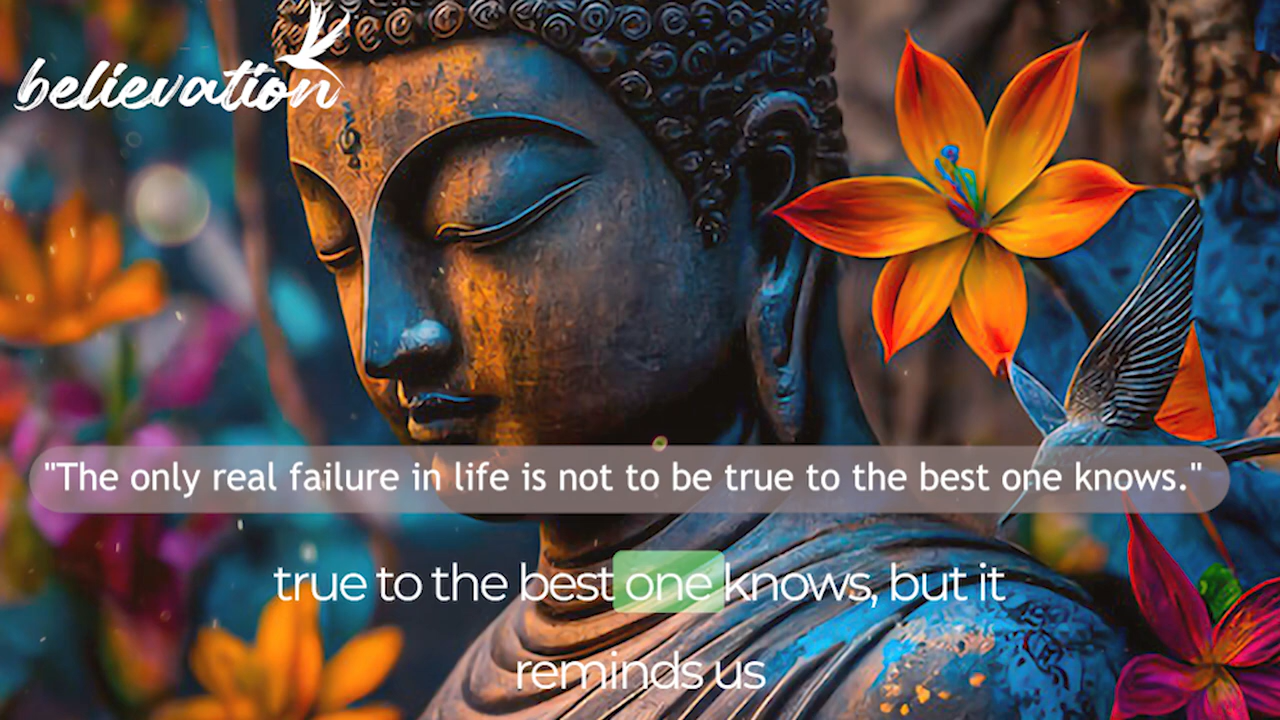 believation
"The only real failure in life is not to be true to the best one knows."
true to the best one knows, but it
reminds us